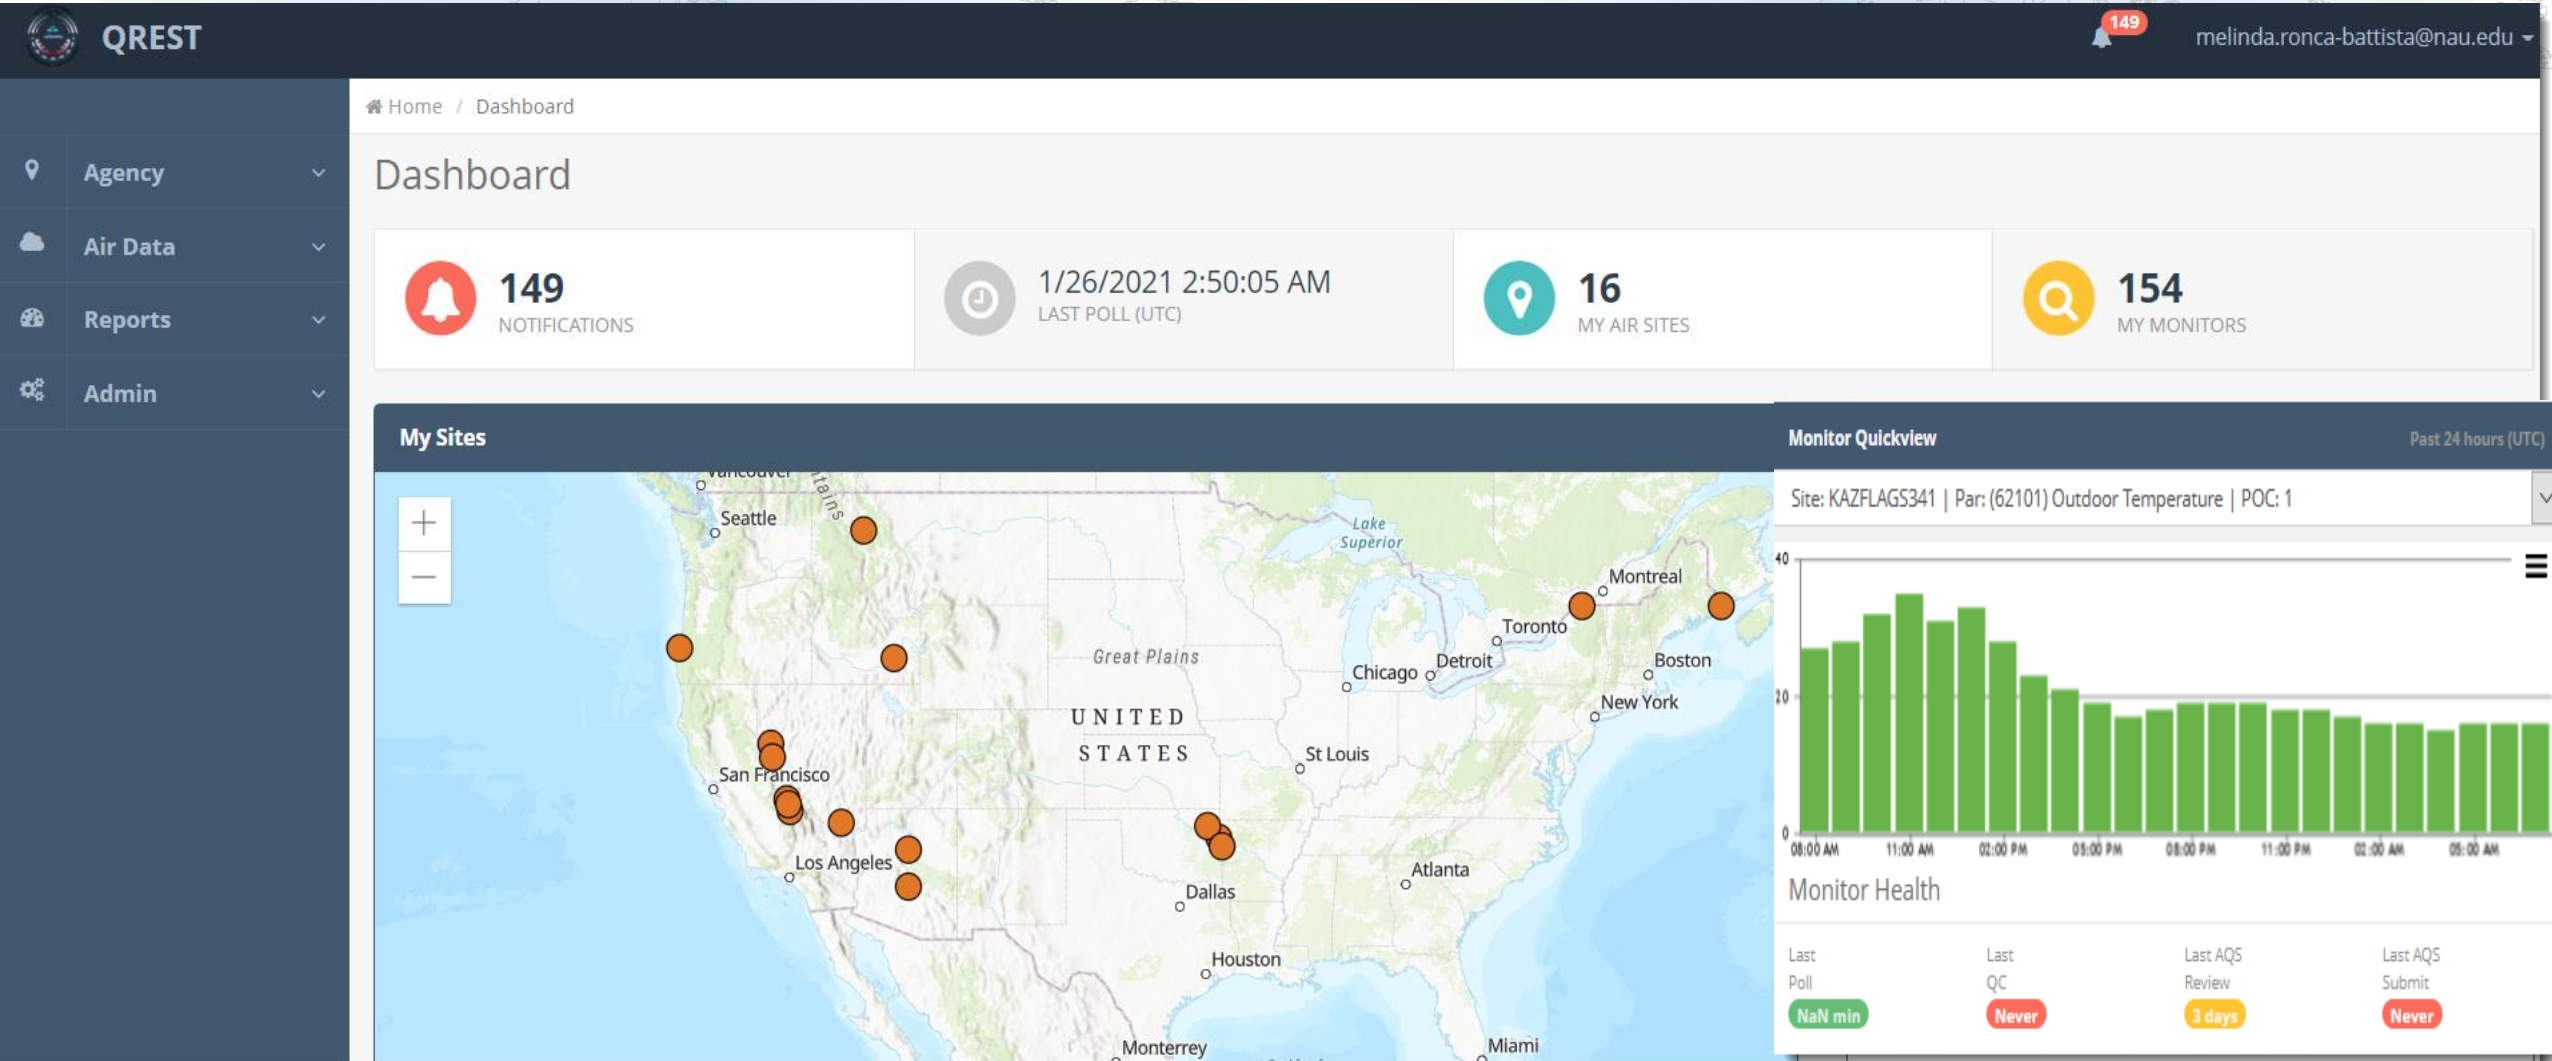 QREST
149
melinda.ronca-battista@nau.edu
Home / Dashboard
Agency
Air Data
Reports
Admin
Dashboard
149
NOTIFICATIONS
1/26/2021 2:50:05 AM
LAST POLL (UTC)
16
MY AIR SITES
154
MY MONITORS
My Sites
+
−
Vancouver
tains
Seattle
Lake
Superior
Montreal
Toronto
Great Plains
Detroit
Chicago
Boston
New York
UNITED
STATES
St Louis
San Francisco
Los Angeles
Atlanta
Dallas
Houston
Monterrey
Miami
Monitor Quickview
Past 24 hours (UTC)
Site: KAZFLAGS341 | Par: (62101) Outdoor Temperature | POC: 1
40
20
0
08:00 AM 11:00 AM 02:00 PM 05:00 PM 08:00 PM 11:00 PM 02:00 AM 05:00 AM
Monitor Health
Last
Poll
NaN min
Last
QC
Never
Last AQS
Review
3 days
Last AQS
Submit
Never